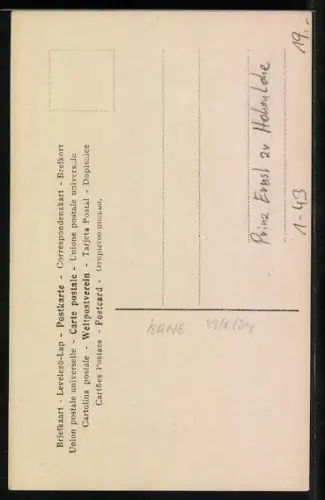 Briefkaart - Levelező-Lap - Postkarte - Correspondenzkart - Brefkort
Union postale universelle - Carte postale - Unione postale universale
Cartolina postale - Weltpostverein - Tarjeta Postal - Dopisnice
Cartões Postaes - Postcard -
19.-
Prinz Ernst zu Hohenlohe
1-43